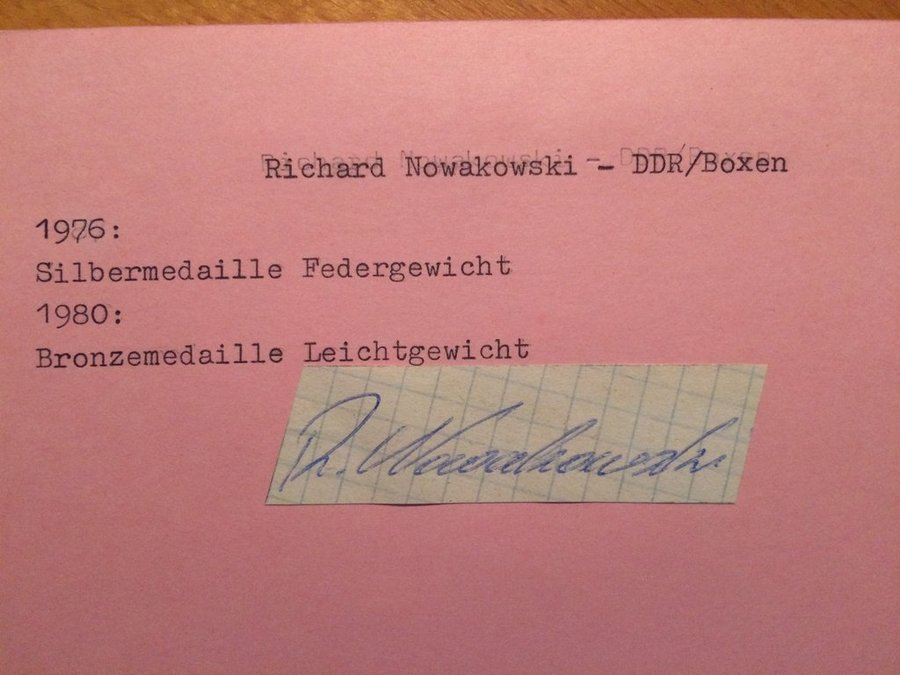 Richard Nowakowski - DDR/Boxen
1976:
Silbermedaille Federgewicht
1980:
Bronzemedaille Leichtgewicht
R. Nowakowski